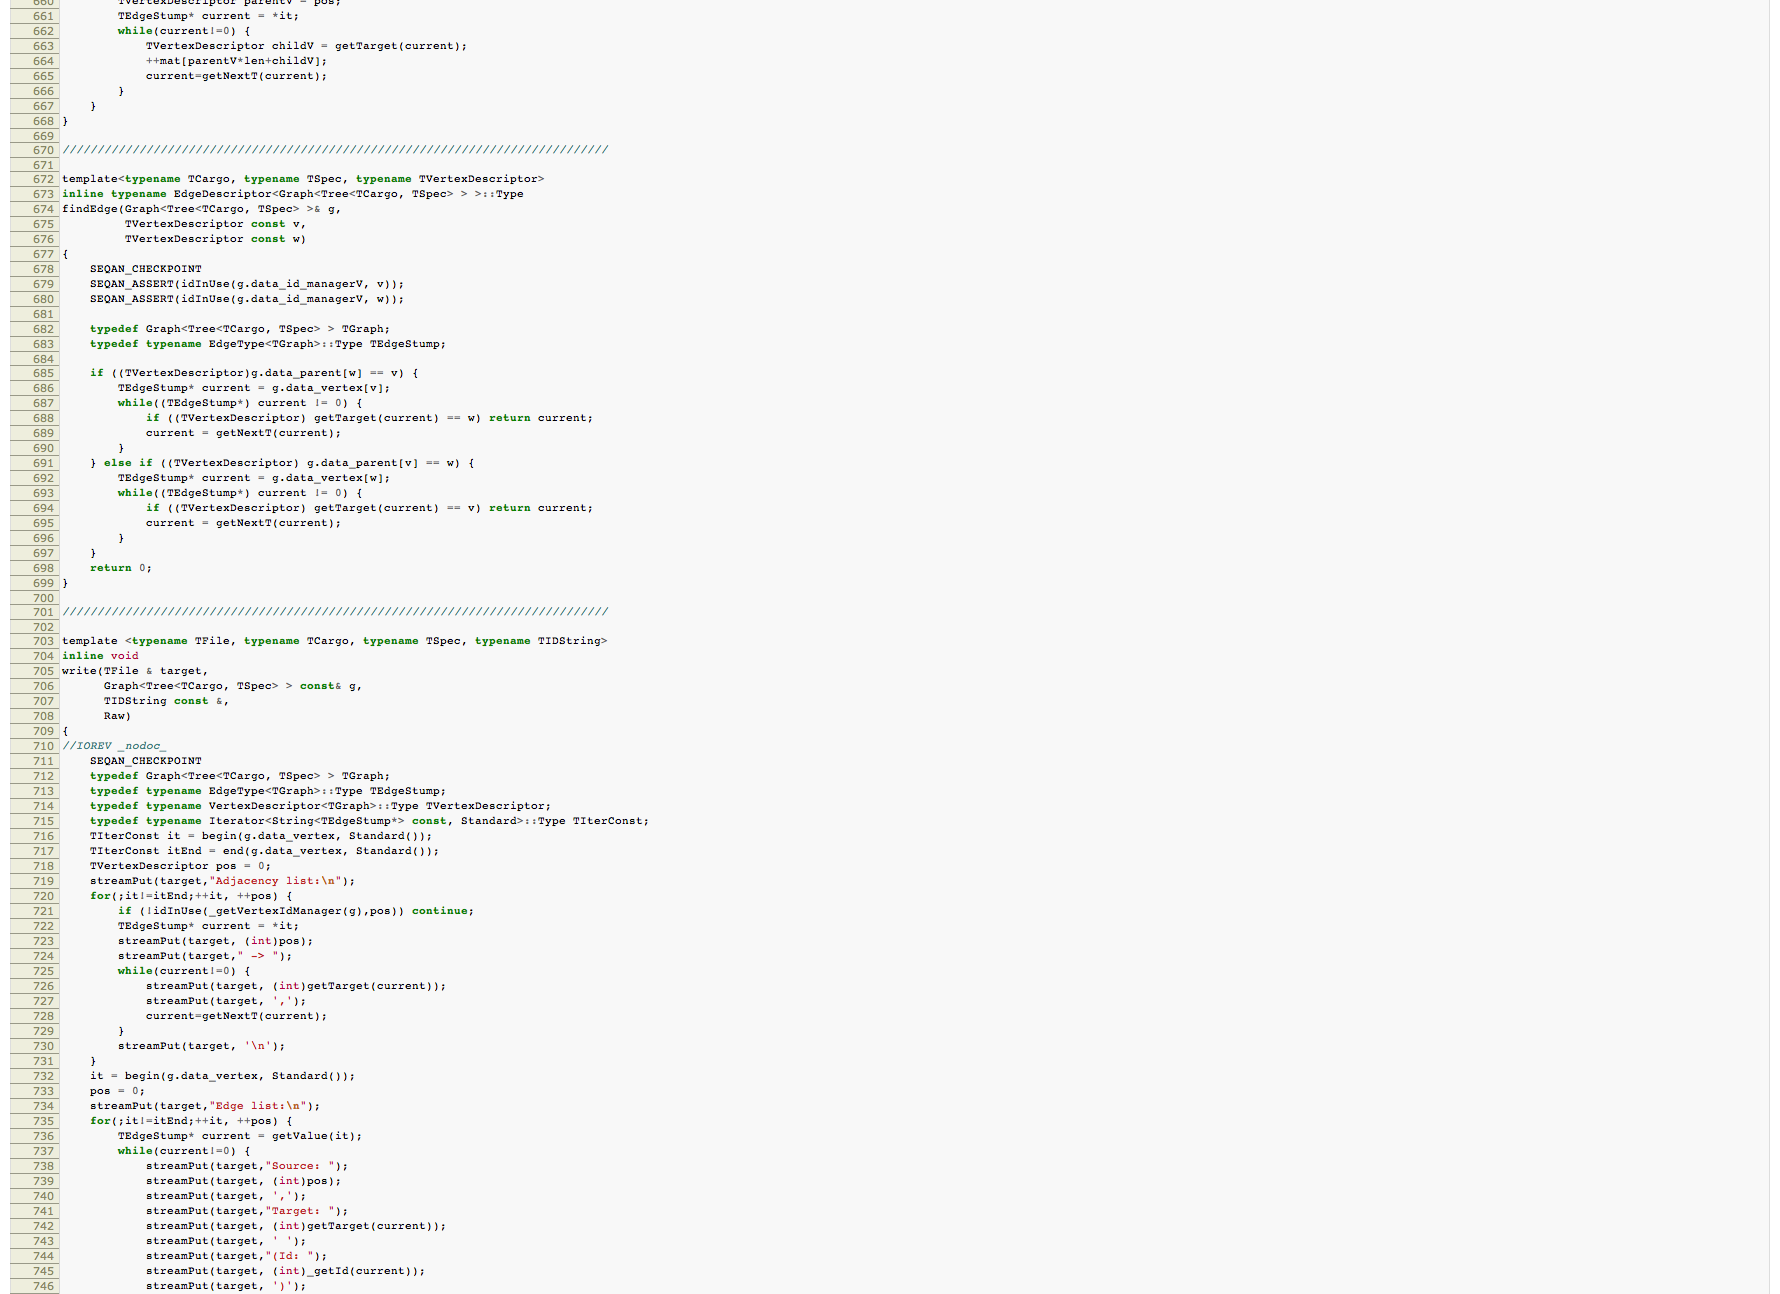 660         TVertexDescriptor parentV = pos;
661         TEdgeStump* current = *it;
662         while(current!=0) {
663             TVertexDescriptor childV = getTarget(current);
664             ++mat[parentV*len+childV];
665             current=getNextT(current);
666         }
667     }
668 }
669
670 //////////////////////////////////////////////////////////////////////////////
671
672 template<typename TCargo, typename TSpec, typename TVertexDescriptor>
673 inline typename EdgeDescriptor<Graph<Tree<TCargo, TSpec> > >::Type
674 findEdge(Graph<Tree<TCargo, TSpec> >& g,
675          TVertexDescriptor const v,
676          TVertexDescriptor const w)
677 {
678     SEQAN_CHECKPOINT
679     SEQAN_ASSERT(idInUse(g.data_id_managerV, v));
680     SEQAN_ASSERT(idInUse(g.data_id_managerV, w));
681
682     typedef Graph<Tree<TCargo, TSpec> > TGraph;
683     typedef typename EdgeType<TGraph>::Type TEdgeStump;
684
685     if ((TVertexDescriptor)g.data_parent[w] == v) {
686         TEdgeStump* current = g.data_vertex[v];
687         while((TEdgeStump*) current != 0) {
688             if ((TVertexDescriptor) getTarget(current) == w) return current;
689             current = getNextT(current);
690         }
691     } else if ((TVertexDescriptor) g.data_parent[v] == w) {
692         TEdgeStump* current = g.data_vertex[w];
693         while((TEdgeStump*) current != 0) {
694             if ((TVertexDescriptor) getTarget(current) == v) return current;
695             current = getNextT(current);
696         }
697     }
698     return 0;
699 }
700
701 //////////////////////////////////////////////////////////////////////////////
702
703 template <typename TFile, typename TCargo, typename TSpec, typename TIDString>
704 inline void
705 write(TFile & target,
706       Graph<Tree<TCargo, TSpec> > const& g,
707       TIDString const &,
708       Raw)
709 {
710 //IOREV _nodoc_
711     SEQAN_CHECKPOINT
712     typedef Graph<Tree<TCargo, TSpec> > TGraph;
713     typedef typename EdgeType<TGraph>::Type TEdgeStump;
714     typedef typename VertexDescriptor<TGraph>::Type TVertexDescriptor;
715     typedef typename Iterator<String<TEdgeStump*> const, Standard>::Type TIterConst;
716     TIterConst it = begin(g.data_vertex, Standard());
717     TIterConst itEnd = end(g.data_vertex, Standard());
718     TVertexDescriptor pos = 0;
719     streamPut(target,"Adjacency list:\n");
720     for(;it!=itEnd;++it, ++pos) {
721         if (!idInUse(_getVertexIdManager(g),pos)) continue;
722         TEdgeStump* current = *it;
723         streamPut(target, (int)pos);
724         streamPut(target," -> ");
725         while(current!=0) {
726             streamPut(target, (int)getTarget(current));
727             streamPut(target, ',');
728             current=getNextT(current);
729         }
730         streamPut(target, '\n');
731     }
732     it = begin(g.data_vertex, Standard());
733     pos = 0;
734     streamPut(target,"Edge list:\n");
735     for(;it!=itEnd;++it, ++pos) {
736         TEdgeStump* current = getValue(it);
737         while(current!=0) {
738             streamPut(target,"Source: ");
739             streamPut(target, (int)pos);
740             streamPut(target, ',');
741             streamPut(target,"Target: ");
742             streamPut(target, (int)getTarget(current));
743             streamPut(target, ' ');
744             streamPut(target,"(Id: ");
745             streamPut(target, (int)_getId(current));
746             streamPut(target, ')');